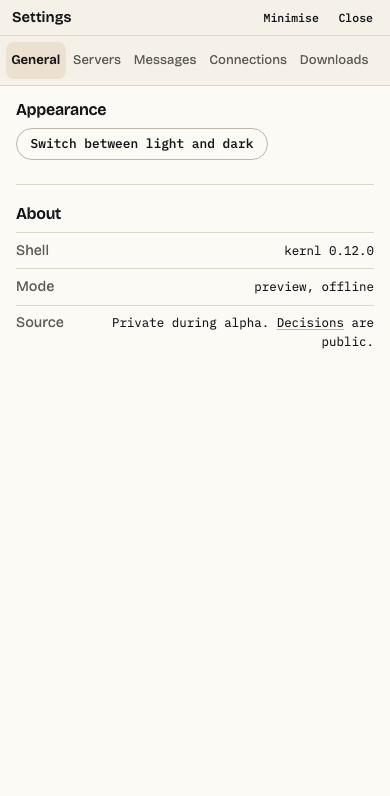 Settings Minimise Close
General Servers Messages Connections Downloads
Appearance
Switch between light and dark
About
Shell kernl 0.12.0
Mode preview, offline
Source Private during alpha. Decisions are
public.